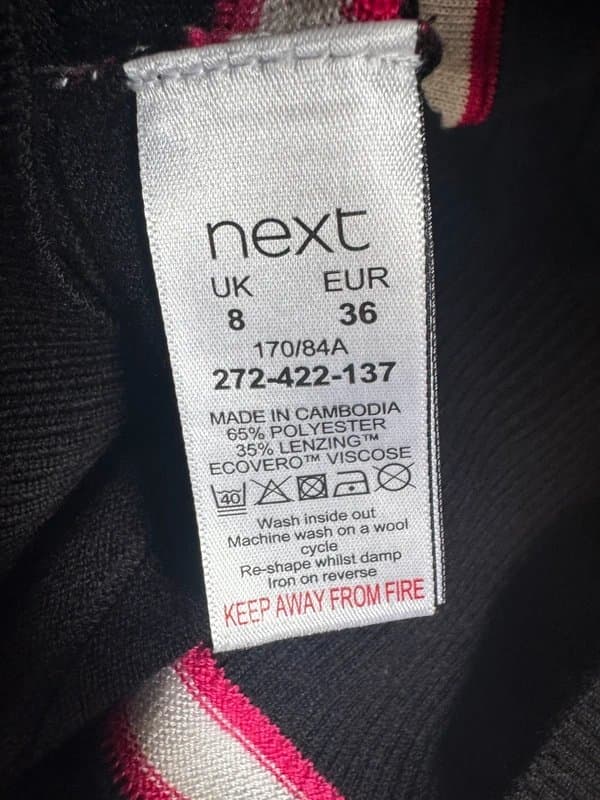 next
UK EUR
8 36
170/84A
272-422-137
MADE IN CAMBODIA
65% POLYESTER
35% LENZING™
ECOVERO™ VISCOSE
40
Wash inside out
Machine wash on a wool
cycle
Re-shape whilst damp
Iron on reverse
KEEP AWAY FROM FIRE